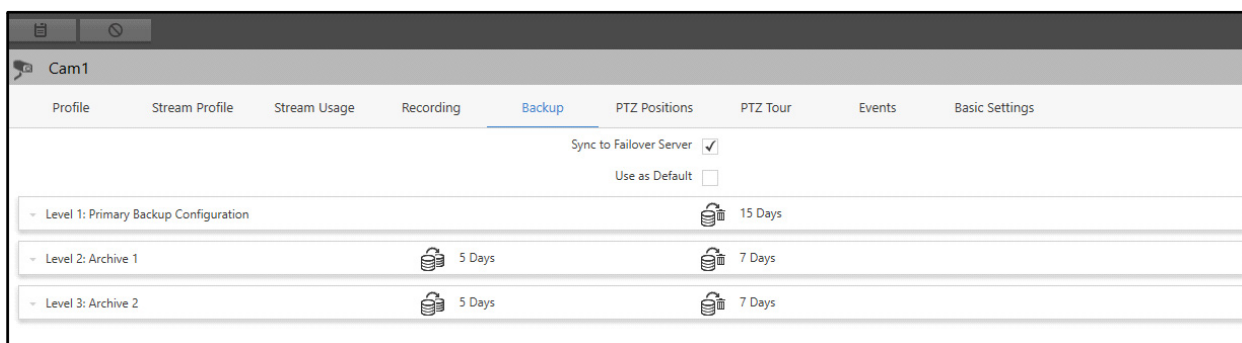 Cam1
Profile Stream Profile Stream Usage Recording Backup PTZ Positions PTZ Tour Events Basic Settings
Sync to Failover Server
Use as Default
Level 1: Primary Backup Configuration 15 Days
Level 2: Archive 1 5 Days 7 Days
Level 3: Archive 2 5 Days 7 Days